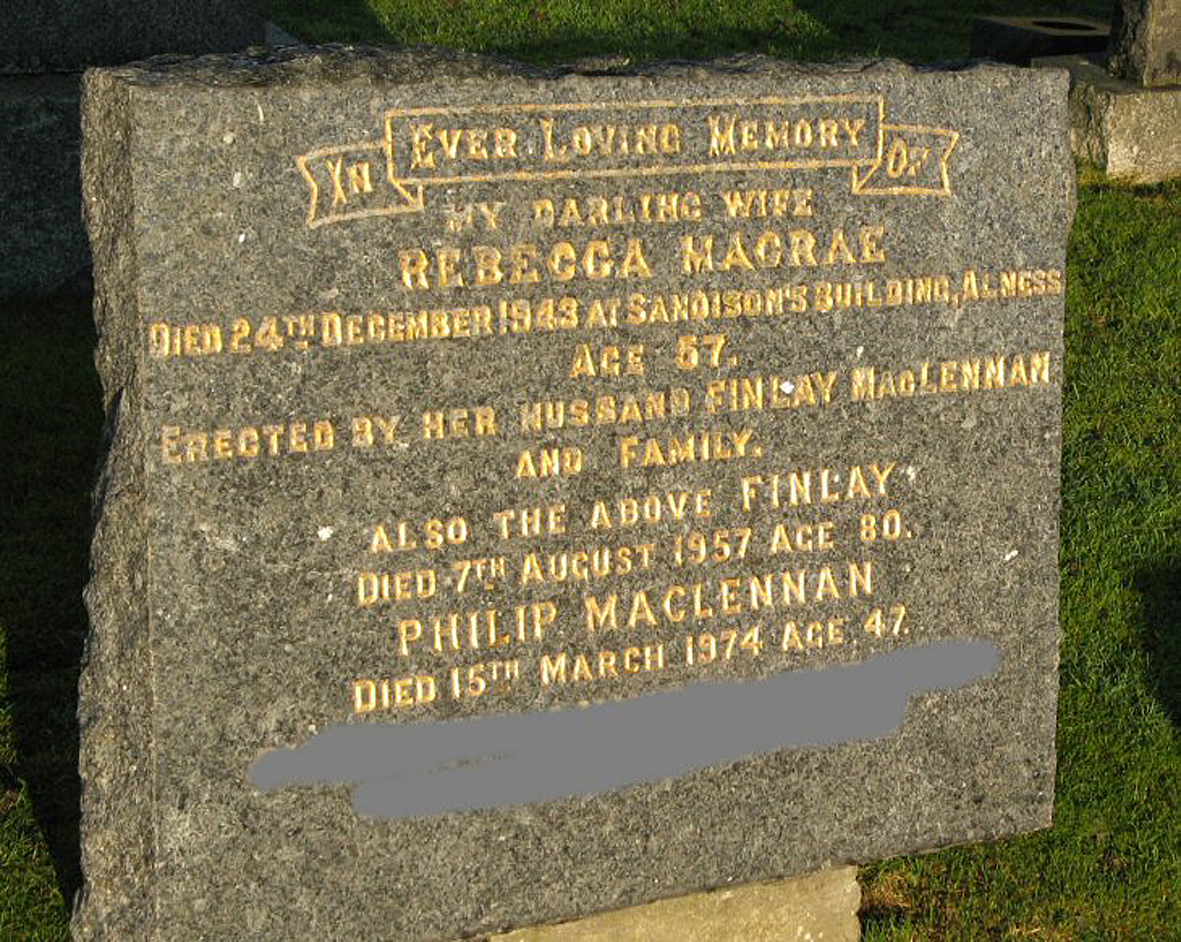 In Ever Loving Memory Of
My Darling Wife
Rebecca Macrae
Died 24th December 1943 at Sandison's Building, Alness
Age 57.
Erected by her husband Finlay MacLennan
and Family.
Also the above Finlay
Died 7th August 1957 Age 80.
Philip MacLennan
Died 15th March 1974 Age 47.